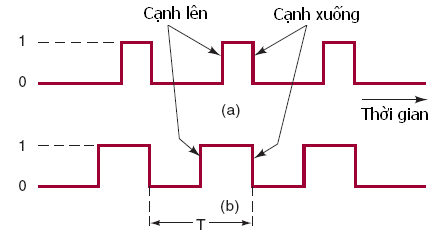 Cạnh lên
Cạnh xuống
1
0
(a)
Thời gian
1
0
(b)
T